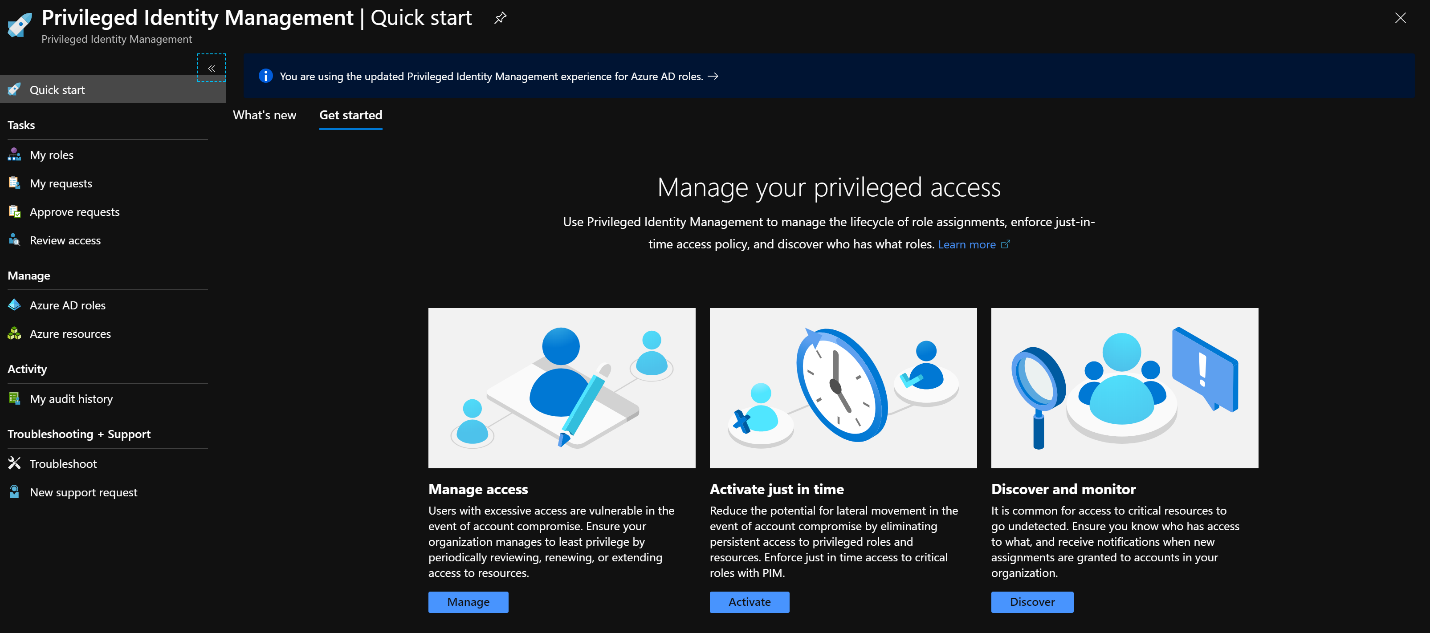 Privileged Identity Management | Quick start
Privileged Identity Management
«
Quick start
Tasks
My roles
My requests
Approve requests
Review access
Manage
Azure AD roles
Azure resources
Activity
My audit history
Troubleshooting + Support
Troubleshoot
New support request
You are using the updated Privileged Identity Management experience for Azure AD roles. →
What's new
Get started
Manage your privileged access
Use Privileged Identity Management to manage the lifecycle of role assignments, enforce just-in-
time access policy, and discover who has what roles. Learn more
Manage access
Users with excessive access are vulnerable in the
event of account compromise. Ensure your
organization manages to least privilege by
periodically reviewing, renewing, or extending
access to resources.
Manage
Activate just in time
Reduce the potential for lateral movement in the
event of account compromise by eliminating
persistent access to privileged roles and
resources. Enforce just in time access to critical
roles with PIM.
Activate
Discover and monitor
It is common for access to critical resources to
go undetected. Ensure you know who has access
to what, and receive notifications when new
assignments are granted to accounts in your
organization.
Discover